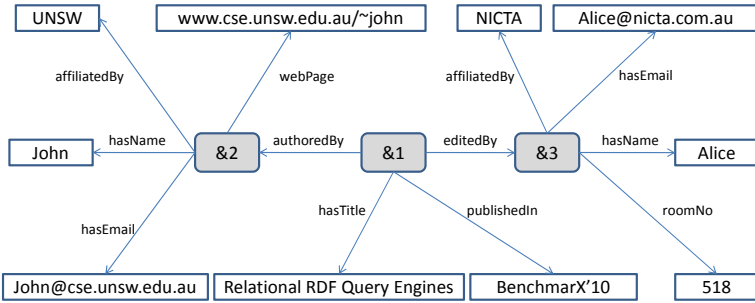 UNSW
www.cse.unsw.edu.au/~john
NICTA
Alice@nicta.com.au
affiliatedBy
webPage
affiliatedBy
hasEmail
John
hasName
&2
authoredBy
&1
editedBy
&3
hasName
Alice
hasEmail
hasTitle
publishedIn
roomNo
John@cse.unsw.edu.au
Relational RDF Query Engines
BenchmarX'10
518